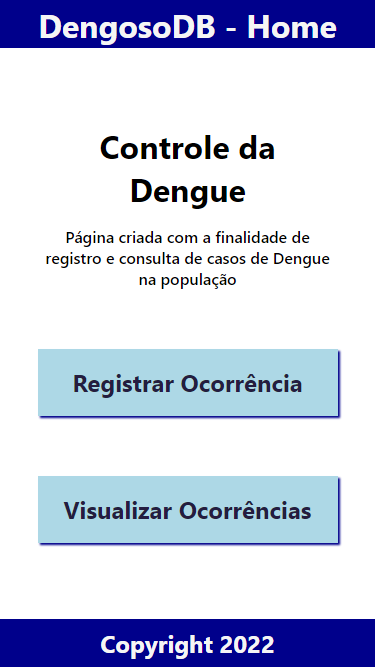 DengosoDB - Home
Controle da
Dengue
Página criada com a finalidade de
registro e consulta de casos de Dengue
na população
Registrar Ocorrência
Visualizar Ocorrências
Copyright 2022